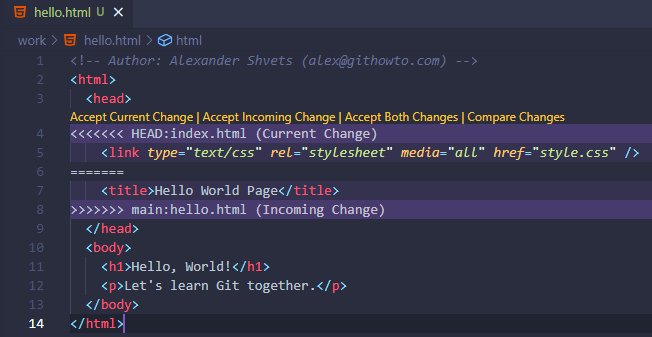 hello.html U ×
work > hello.html > html
1 <!-- Author: Alexander Shvets (alex@githowto.com) -->
2 <html>
3   <head>
Accept Current Change | Accept Incoming Change | Accept Both Changes | Compare Changes
4 <<<<<<< HEAD:index.html (Current Change)
5     <link type="text/css" rel="stylesheet" media="all" href="style.css" />
6 =======
7     <title>Hello World Page</title>
8 >>>>>>> main:hello.html (Incoming Change)
9   </head>
10   <body>
11     <h1>Hello, World!</h1>
12     <p>Let's learn Git together.</p>
13   </body>
14 </html>